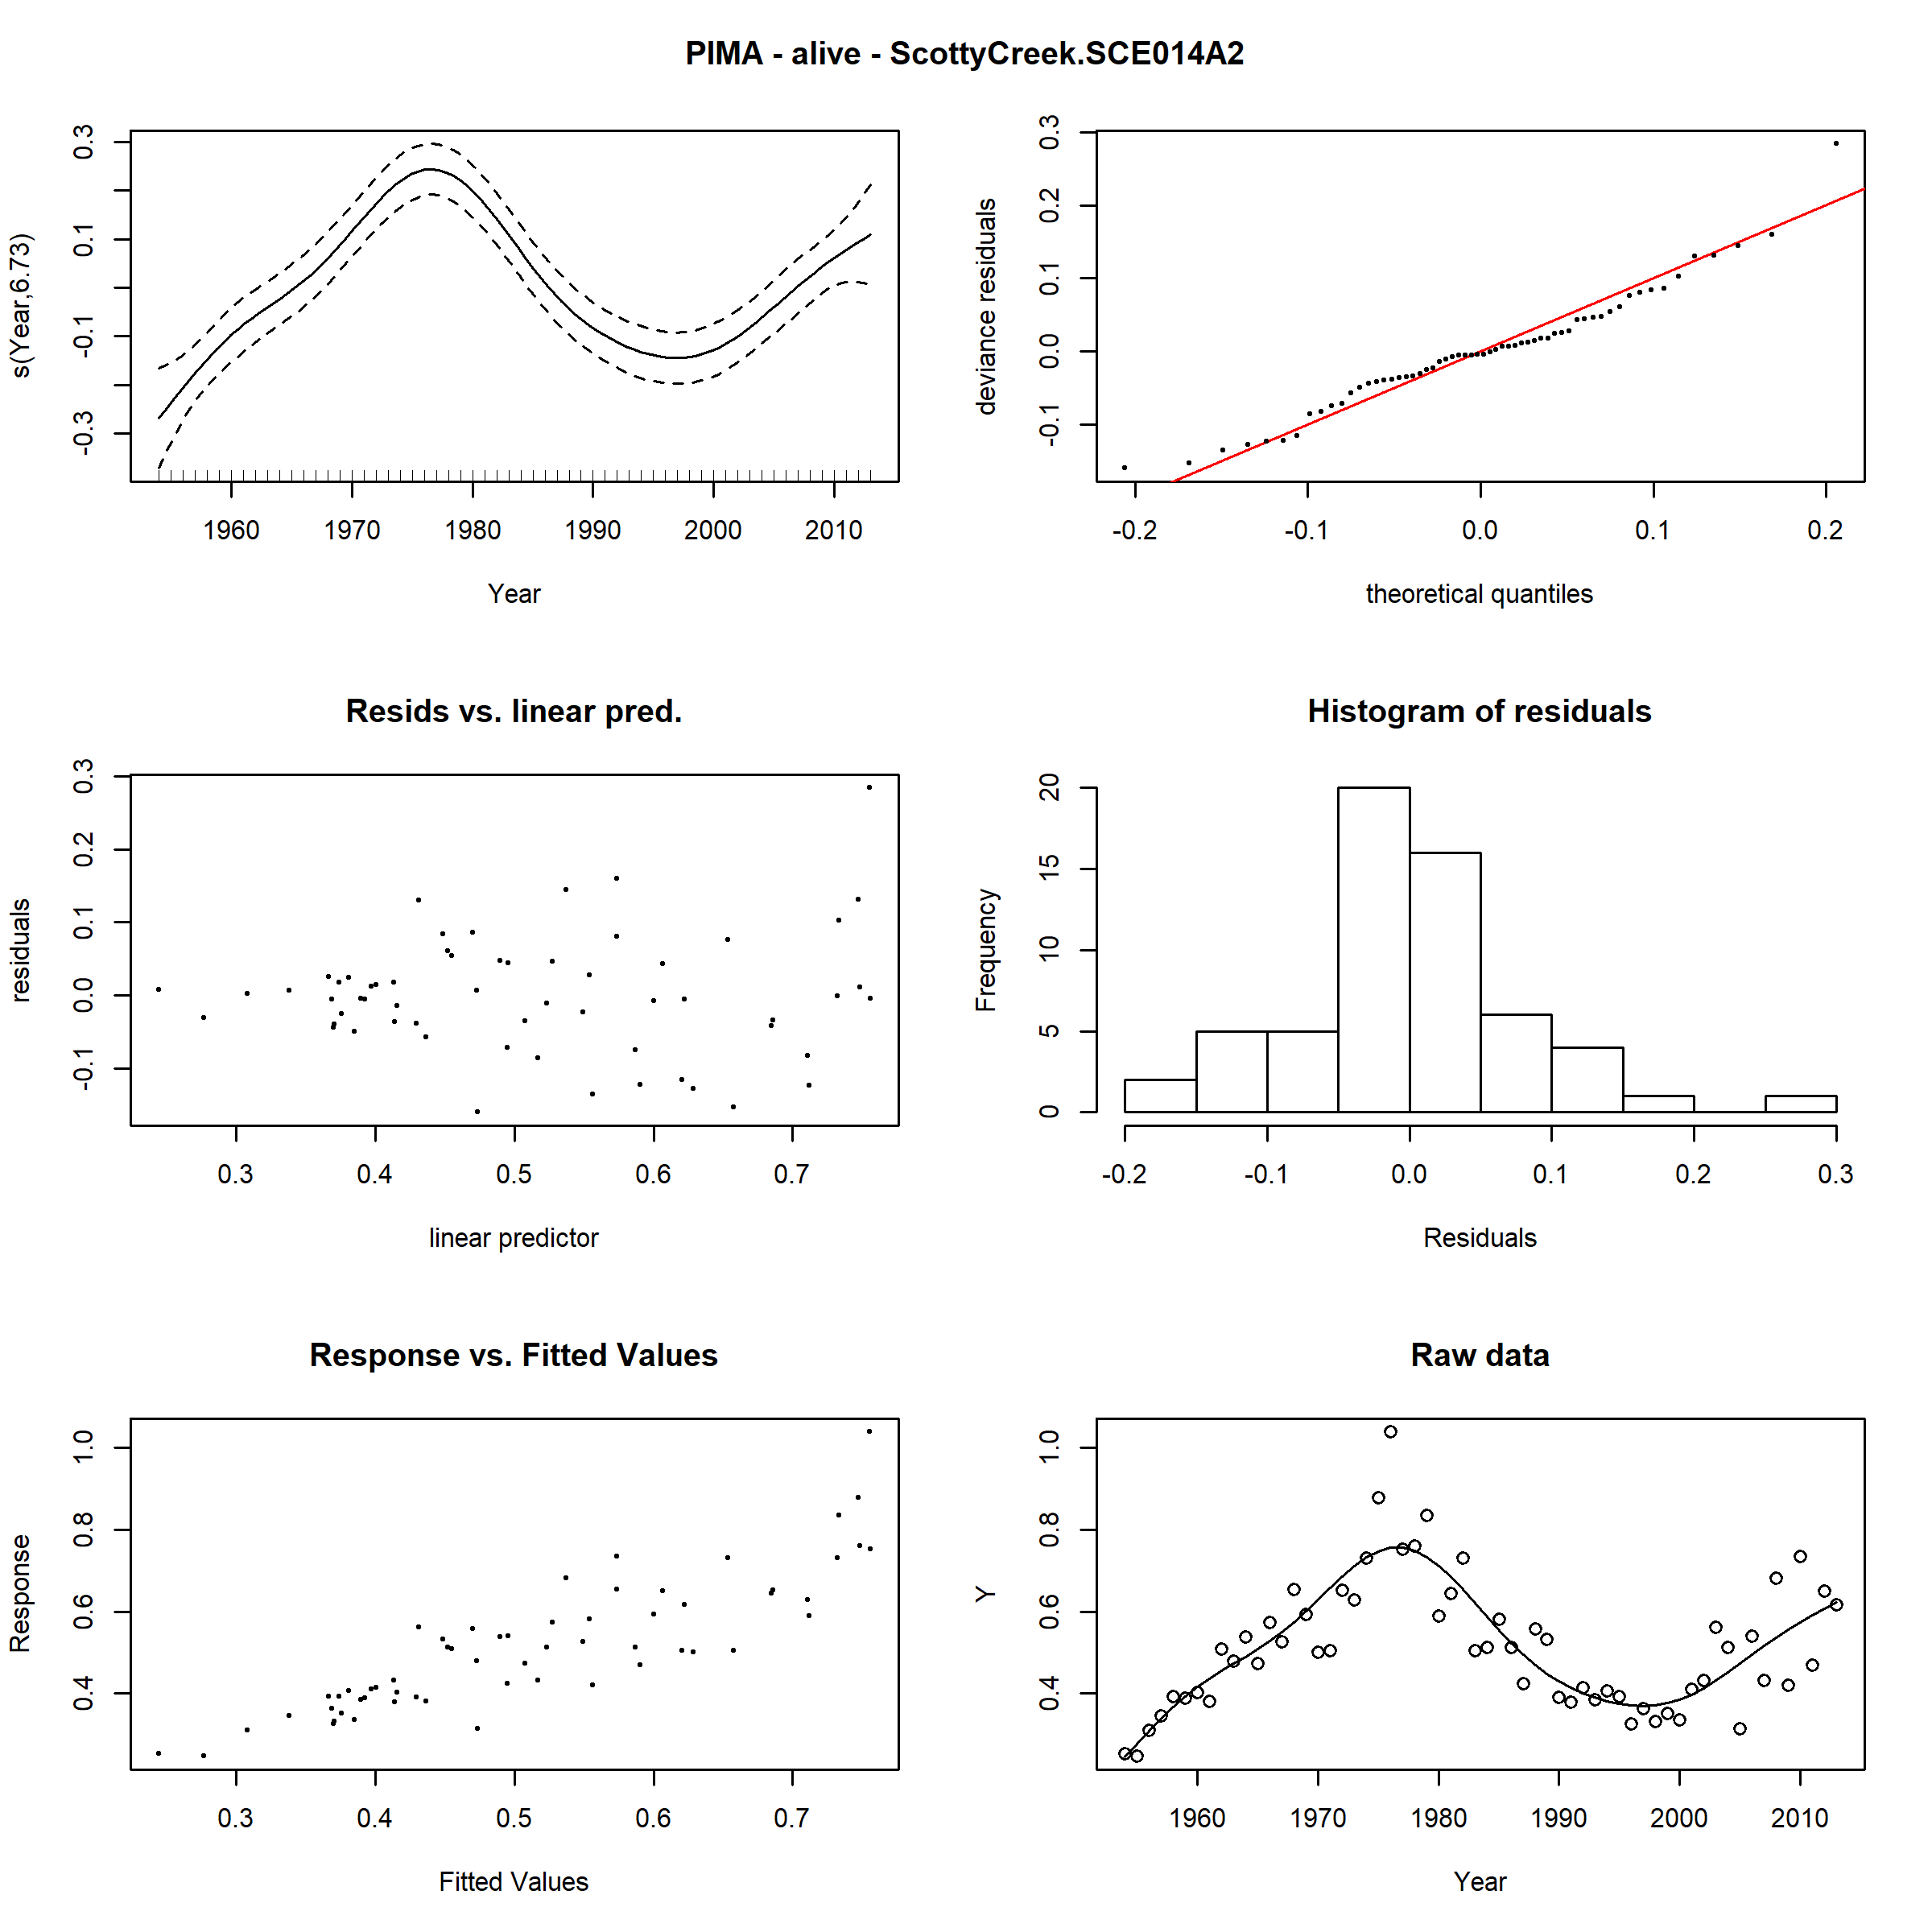 PIMA - alive - ScottyCreek.SCE014A2
s(Year,6.73)
-0.3 -0.1 0.1 0.3
1960 1970 1980 1990 2000 2010
Year
deviance residuals
-0.1 0.0 0.1 0.2 0.3
-0.2 -0.1 0.0 0.1 0.2
theoretical quantiles
Resids vs. linear pred.
residuals
-0.1 0.0 0.1 0.2 0.3
0.3 0.4 0.5 0.6 0.7
linear predictor
Histogram of residuals
Frequency
0 5 10 15 20
-0.2 -0.1 0.0 0.1 0.2 0.3
Residuals
Response vs. Fitted Values
Response
0.4 0.6 0.8 1.0
0.3 0.4 0.5 0.6 0.7
Fitted Values
Raw data
Y
0.4 0.6 0.8 1.0
1960 1970 1980 1990 2000 2010
Year